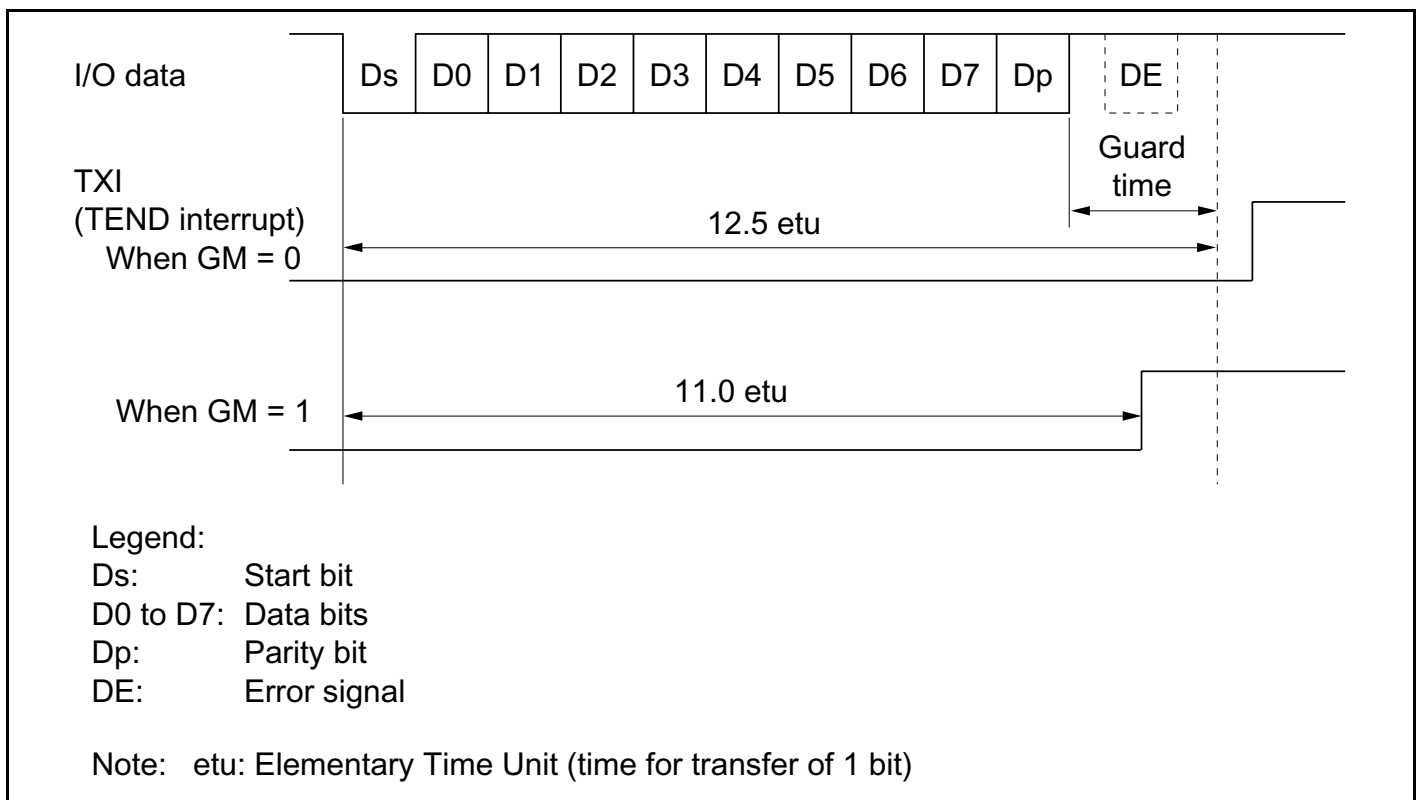 I/O data
Ds D0 D1 D2 D3 D4 D5 D6 D7 Dp DE
Guard
time
TXI
(TEND interrupt)
When GM = 0
12.5 etu
When GM = 1
11.0 etu
Legend:
Ds: Start bit
D0 to D7: Data bits
Dp: Parity bit
DE: Error signal
Note: etu: Elementary Time Unit (time for transfer of 1 bit)